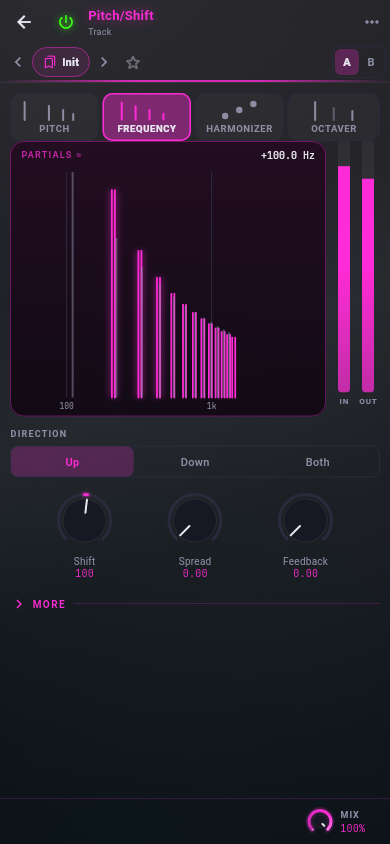 Pitch/Shift
Track
Init
A B
PITCH FREQUENCY HARMONIZER OCTAVER
PARTIALS ≈ +100.0 Hz
100 1k
IN OUT
DIRECTION
Up Down Both
Shift Spread Feedback
100 0.00 0.00
MORE
MIX
100%